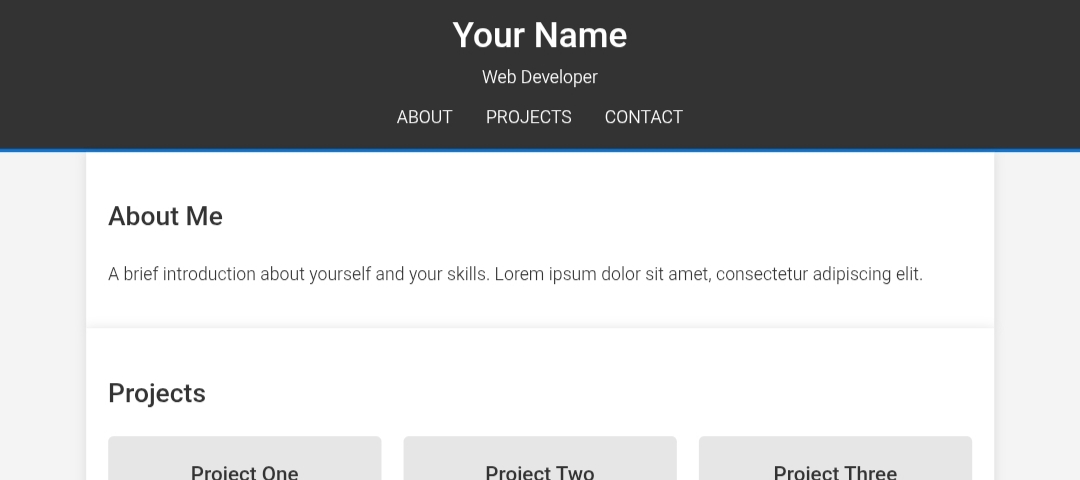 Your Name
Web Developer
ABOUT PROJECTS CONTACT
About Me
A brief introduction about yourself and your skills. Lorem ipsum dolor sit amet, consectetur adipiscing elit.
Projects
Project One Project Two Project Three